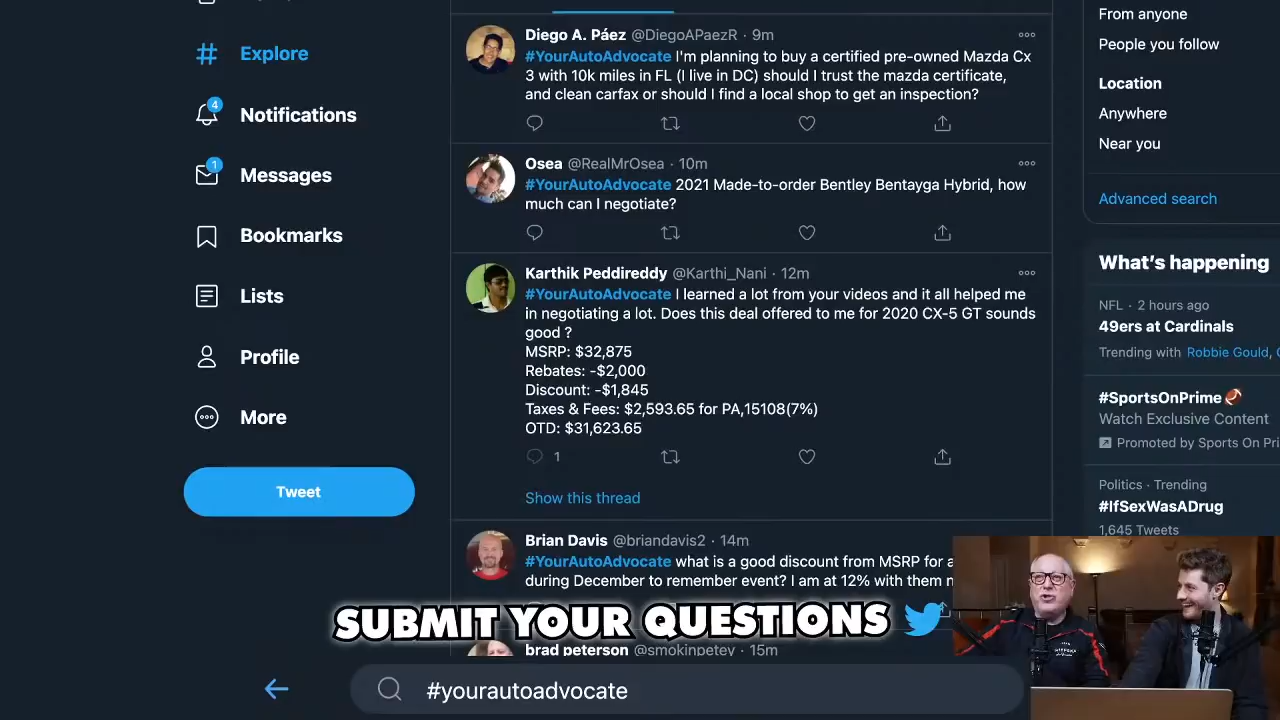 Explore
4
Notifications
1
Messages
Bookmarks
Lists
Profile
More
Tweet
Diego A. Páez @DiegoAPaezR · 9m
#YourAutoAdvocate I'm planning to buy a certified pre-owned Mazda Cx
3 with 10k miles in FL (I live in DC) should I trust the mazda certificate,
and clean carfax or should I find a local shop to get an inspection?
Osea @RealMrOsea · 10m
#YourAutoAdvocate 2021 Made-to-order Bentley Bentayga Hybrid, how
much can I negotiate?
Karthik Peddireddy @Karthi_Nani · 12m
#YourAutoAdvocate I learned a lot from your videos and it all helped me
in negotiating a lot. Does this deal offered to me for 2020 CX-5 GT sounds
good ?
MSRP: $32,875
Rebates: -$2,000
Discount: -$1,845
Taxes & Fees: $2,593.65 for PA,15108(7%)
OTD: $31,623.65
1
Show this thread
Brian Davis @briandavis2 · 14m
#YourAutoAdvocate what is a good discount from MSRP for a
during December to remember event? I am at 12% with them
brad peterson @smokinpetey · 15m
From anyone
People you follow
Location
Anywhere
Near you
Advanced search
What's happening
NFL · 2 hours ago
49ers at Cardinals
Trending with Robbie Gould,
#SportsOnPrime
Watch Exclusive Content
Promoted by Sports On Pri
Politics · Trending
#IfSexWasADrug
1,645 Tweets
SUBMIT YOUR QUESTIONS
#yourautoadvocate